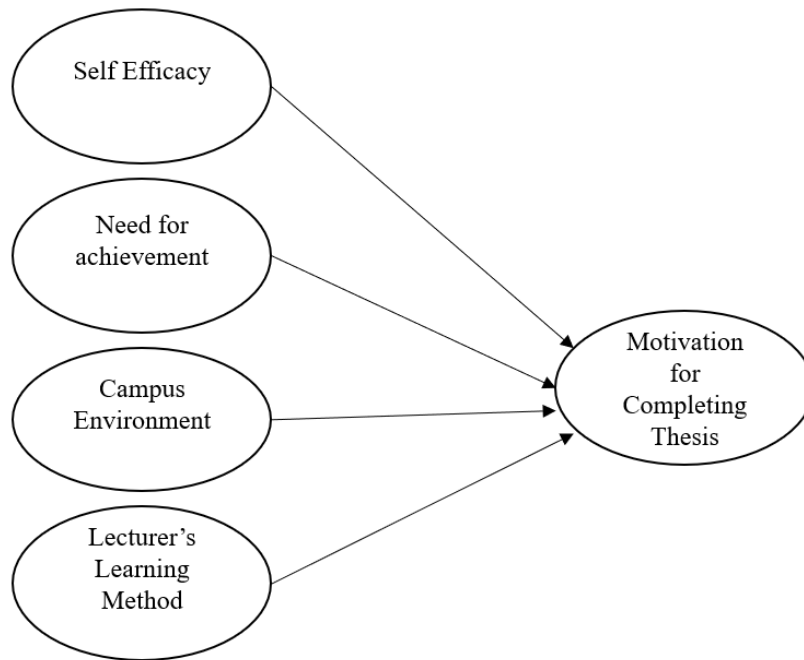 Self Efficacy
Need for
achievement
Campus
Environment
Lecturer’s
Learning
Method
Motivation
for
Completing
Thesis